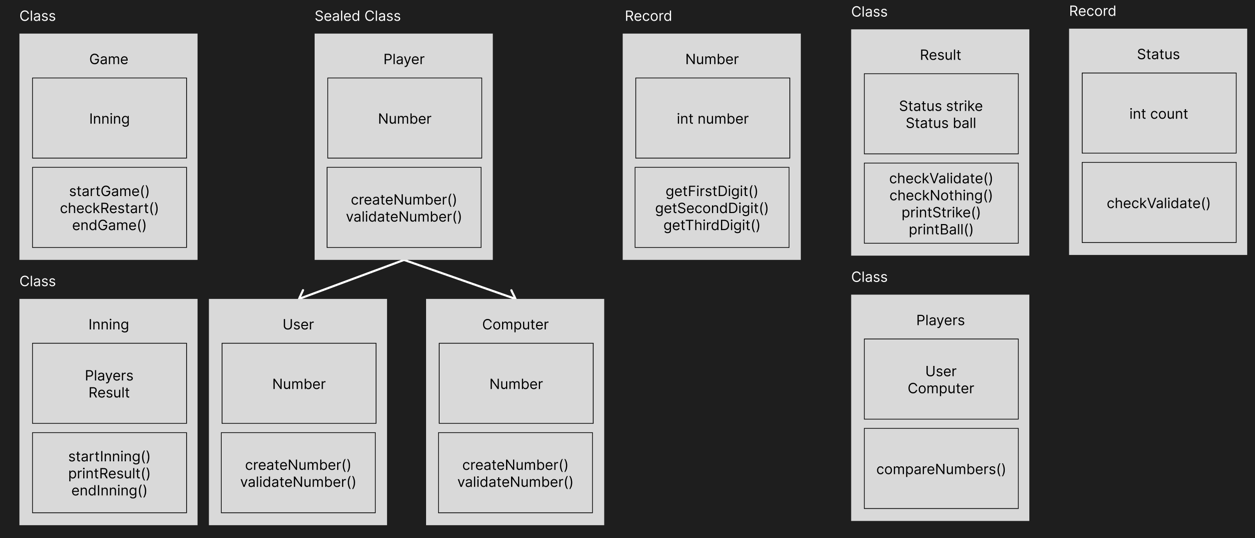 Class
Game
Inning
startGame()
checkRestart()
endGame()
Sealed Class
Player
Number
createNumber()
validateNumber()
Record
Number
int number
getFirstDigit()
getSecondDigit()
getThirdDigit()
Class
Result
Status strike
Status ball
checkValidate()
checkNothing()
printStrike()
printBall()
Record
Status
int count
checkValidate()
Class
Inning
Players
Result
startInning()
printResult()
endInning()
User
Number
createNumber()
validateNumber()
Computer
Number
createNumber()
validateNumber()
Class
Players
User
Computer
compareNumbers()